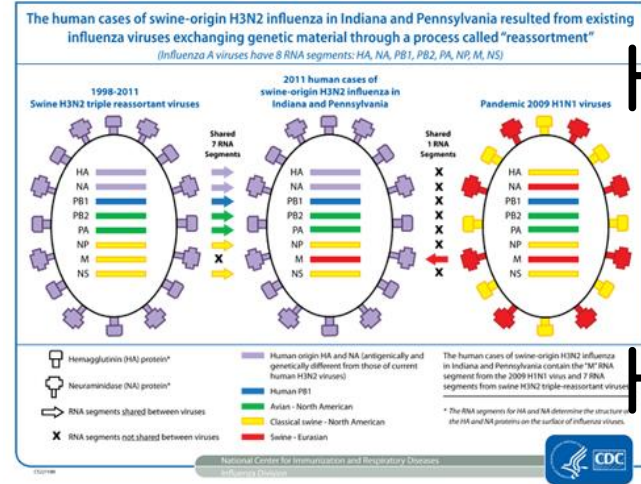 The human cases of swine-origin H3N2 influenza in Indiana and Pennsylvania resulted from existing
influenza viruses exchanging genetic material through a process called "reassortment"
(Influenza A viruses have 8 RNA segments: HA, NA, PB1, PB2, PA, NP, M, NS)
1998-2011
Swine H3N2 triple reassortant viruses
Shared
7 RNA
Segments
2011 human cases of
swine-origin H3N2 influenza in
Indiana and Pennsylvania
Shared
1 RNA
Segments
Pandemic 2009 H1N1 viruses
HA
NA
PB1
PB2
PA
NP
M
NS
X
HA
NA
PB1
PB2
PA
NP
M
NS
X
X
X
X
X
X
X
HA
NA
PB1
PB2
PA
NP
M
NS
Hemagglutinin (HA) protein*
Neuraminidase (NA) protein*
RNA segments shared between viruses
X RNA segments not shared between viruses
Human origin HA and NA (antigenically and
genetically different from those of current
human H3N2 viruses)
Human PB1
Avian - North American
Classical swine - North American
Swine - Eurasian
The human cases of swine-origin H3N2 influenza
in Indiana and Pennsylvania contain the "M" RNA
segment from the 2009 H1N1 virus and 7 RNA
segments from swine H3N2 triple-reassortant viruses
* The RNA segments for HA and NA determine the structure of
the HA and NA proteins on the surface of influenza viruses.
National Center for Immunization and Respiratory Diseases
Influenza Division
CDC